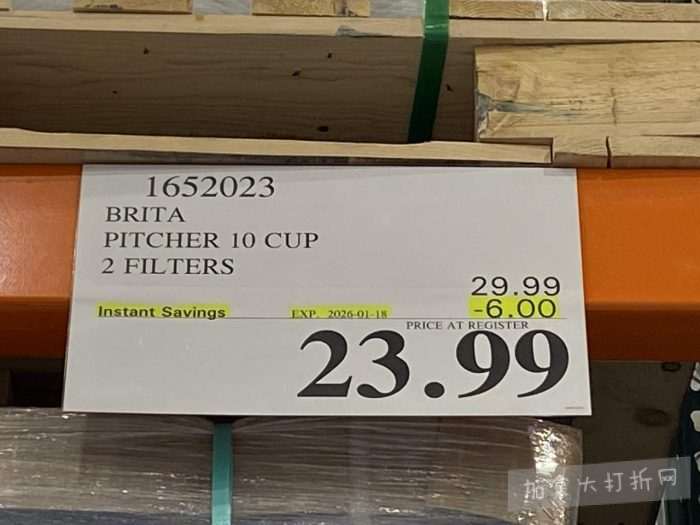 1652023
BRITA
PITCHER 10 CUP
2 FILTERS
29.99
Instant Savings EXP. 2026-01-18 -6.00
PRICE AT REGISTER
23.99
加拿大打折网